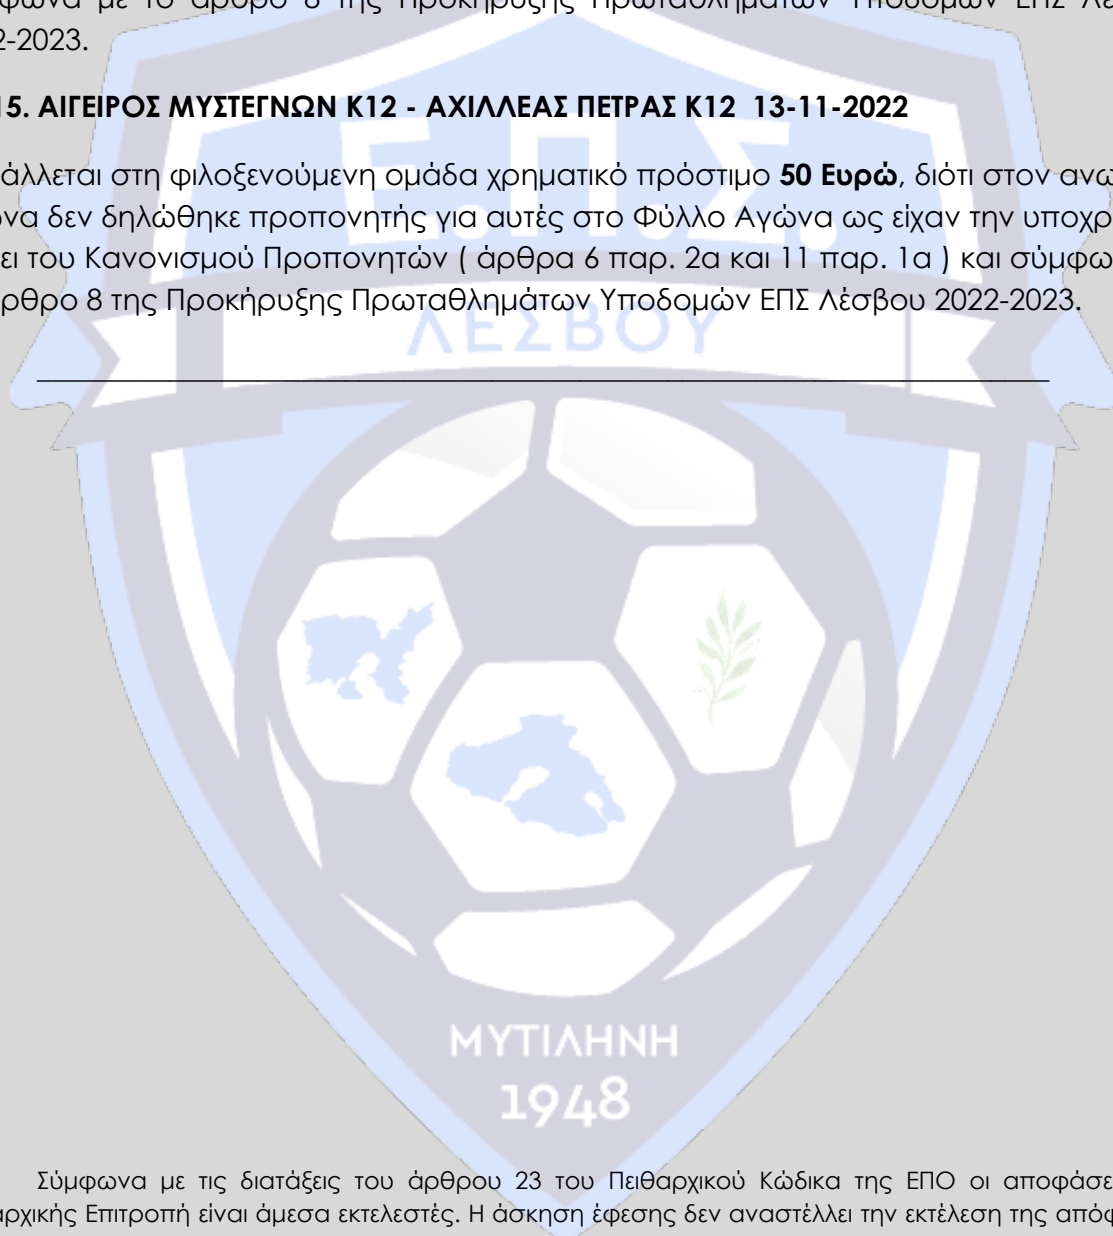 φωνα με το άρθρο 8 της Προκήρυξης Πρωταθλημάτων Υποδομών ΕΠΣ Λέ
2-2023.
15. ΑΙΓΕΙΡΟΣ ΜΥΣΤΕΓΝΩΝ Κ12 - ΑΧΙΛΛΕΑΣ ΠΕΤΡΑΣ Κ12 13-11-2022
άλλεται στη φιλοξενούμενη ομάδα χρηματικό πρόστιμο 50 Ευρώ, διότι στον ανω
να δεν δηλώθηκε προπονητής για αυτές στο Φύλλο Αγώνα ως είχαν την υποχρ
ει του Κανονισμού Προπονητών ( άρθρα 6 παρ. 2α και 11 παρ. 1α ) και σύμφω
ρθρο 8 της Προκήρυξης Πρωταθλημάτων Υποδομών ΕΠΣ Λέσβου 2022-2023.
Ε.Π.Σ.
ΛΕΣΒΟΥ
ΜΥΤΙΛΗΝΗ
1948
Σύμφωνα με τις διατάξεις του άρθρου 23 του Πειθαρχικού Κώδικα της ΕΠΟ οι αποφάσε
αρχικής Επιτροπή είναι άμεσα εκτελεστές. Η άσκηση έφεσης δεν αναστέλλει την εκτέλεση της απόφ